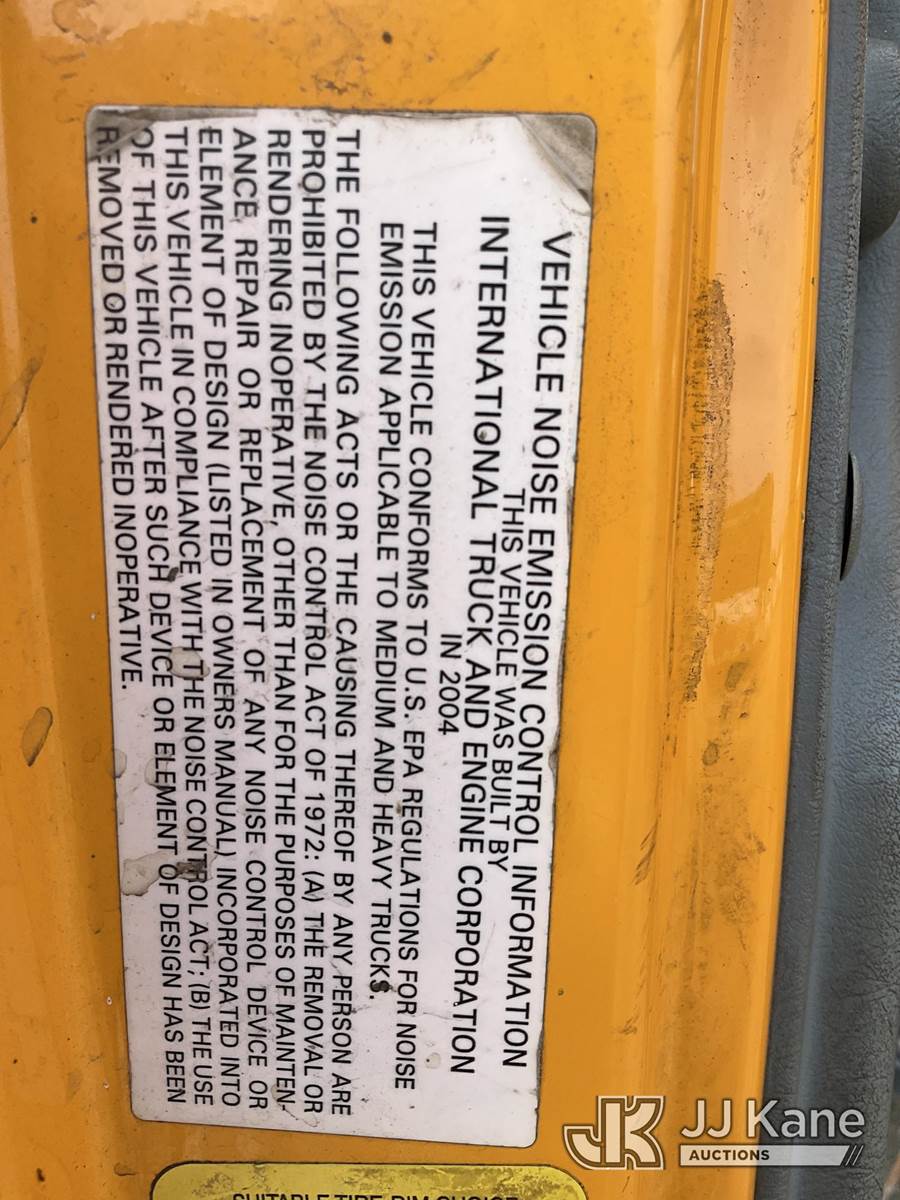 VEHICLE NOISE EMISSION CONTROL INFORMATION
THIS VEHICLE WAS BUILT BY
INTERNATIONAL TRUCK AND ENGINE CORPORATION
IN 2004
THIS VEHICLE CONFORMS TO U.S. EPA REGULATIONS FOR NOISE
EMISSION APPLICABLE TO MEDIUM AND HEAVY TRUCKS.
THE FOLLOWING ACTS OR THE CAUSING THEREOF BY ANY PERSON ARE
PROHIBITED BY THE NOISE CONTROL ACT OF 1972: (A) THE REMOVAL OR
RENDERING INOPERATIVE, OTHER THAN FOR THE PURPOSES OF MAINTEN-
ANCE, REPAIR OR REPLACEMENT OF ANY NOISE CONTROL DEVICE OR
ELEMENT OF DESIGN (LISTED IN OWNERS MANUAL) INCORPORATED INTO
THIS VEHICLE IN COMPLIANCE WITH THE NOISE CONTROL ACT; (B) THE USE
OF THIS VEHICLE AFTER SUCH DEVICE OR ELEMENT OF DESIGN HAS BEEN
REMOVED OR RENDERED INOPERATIVE.
SUITABLE TIRE-RIM CHOICE
JK JJ Kane
AUCTIONS